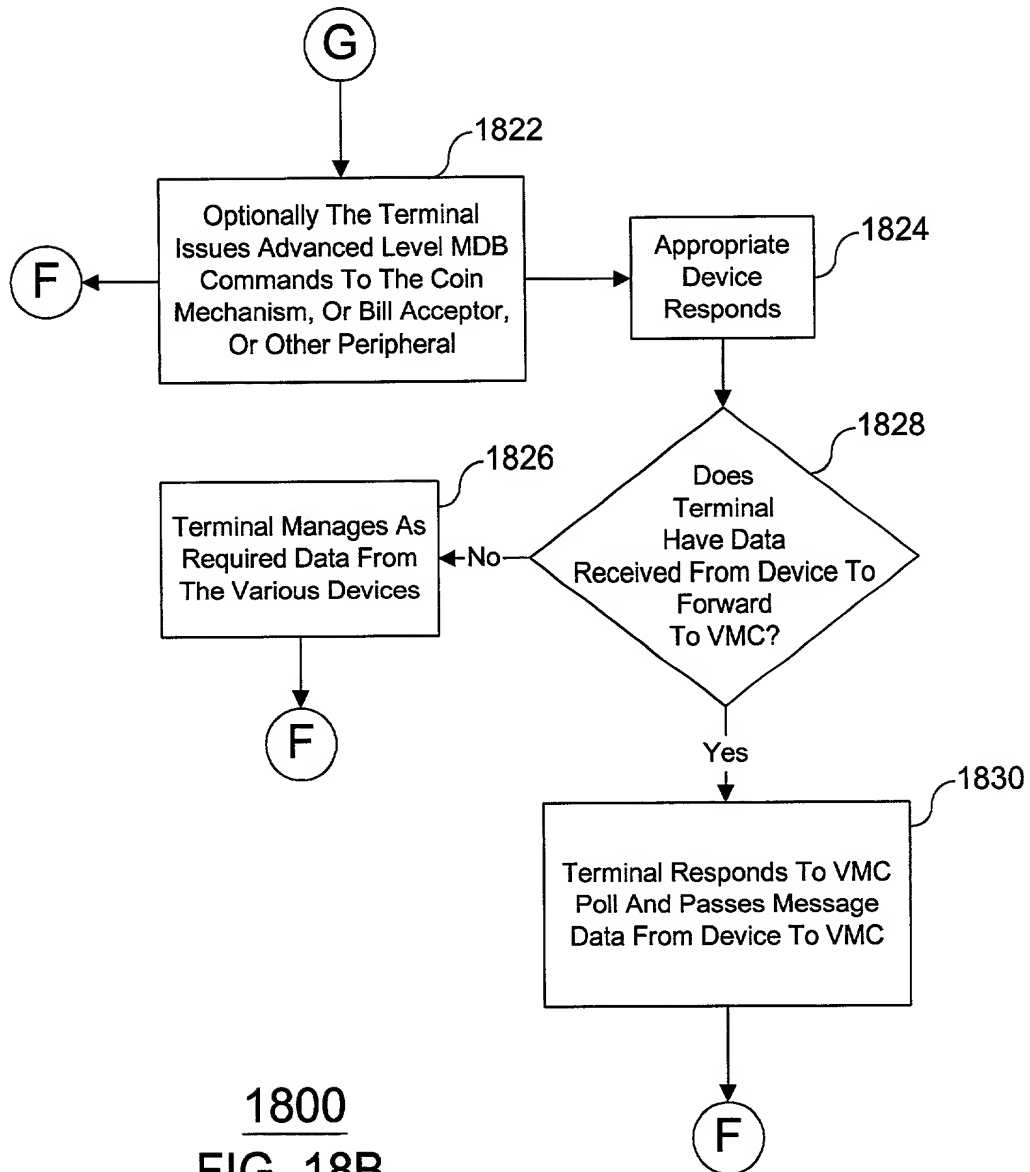 G
1822
Optionally The Terminal
Issues Advanced Level MDB
Commands To The Coin
Mechanism, Or Bill Acceptor,
Or Other Peripheral
F
1824
Appropriate
Device
Responds
1828
Does
Terminal
Have Data
Received From Device To
Forward
To VMC?
1826
Terminal Manages As
Required Data From
The Various Devices
No
F
Yes
1830
Terminal Responds To VMC
Poll And Passes Message
Data From Device To VMC
F
1800
FIG. 18B